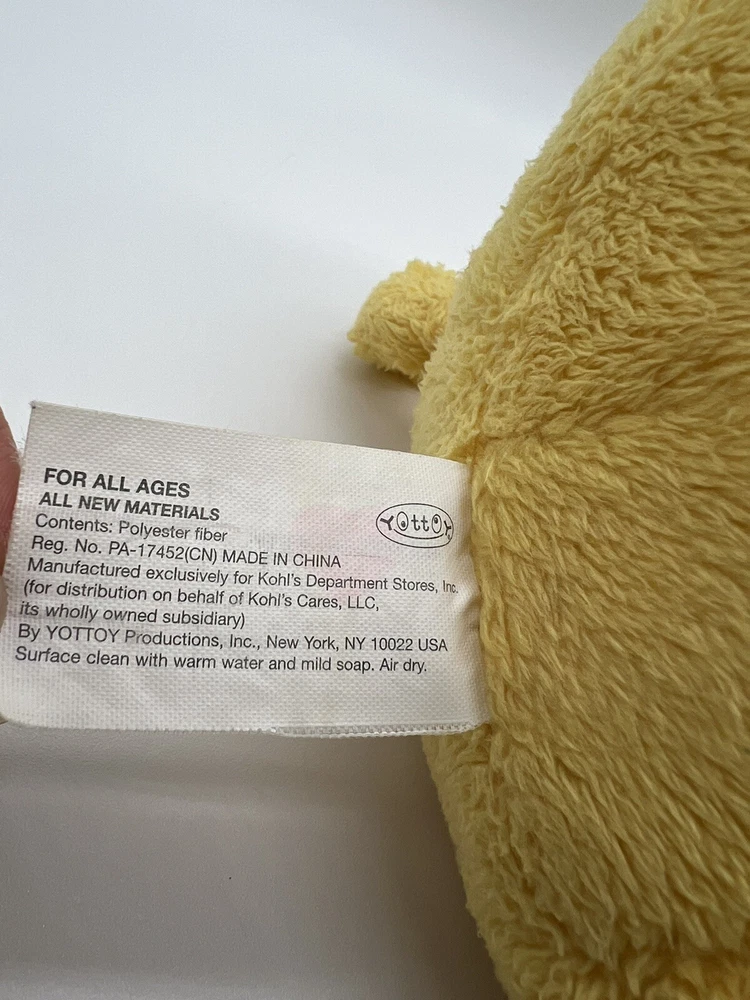 FOR ALL AGES
ALL NEW MATERIALS
Contents: Polyester fiber
Reg. No. PA-17452(CN) MADE IN CHINA
Manufactured exclusively for Kohl's Department Stores, Inc.
(for distribution on behalf of Kohl's Cares, LLC,
its wholly owned subsidiary)
By YOTTOY Productions, Inc., New York, NY 10022 USA
Surface clean with warm water and mild soap. Air dry.
YOttOY